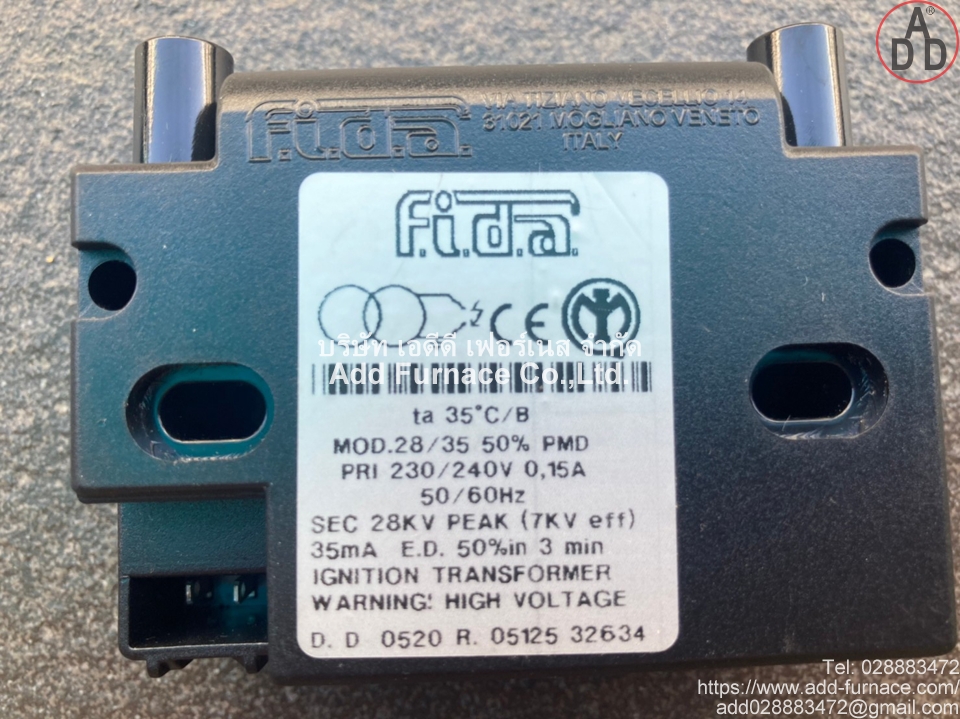 ADD®
f.i.d.a. VIA TIZIANO VECELLIO 14
31021 MOGLIANO VENETO
ITALY
f.i.d.a.
CE
บริษัท เอดีดี เฟอร์เนส จำกัด
Add Furnace Co.,Ltd.
ta 35°C/B
MOD.28/35 50% PMD
PRI 230/240V 0,15A
50/60Hz
SEC 28KV PEAK (7KV eff)
35mA E.D. 50%in 3 min
IGNITION TRANSFORMER
WARNING: HIGH VOLTAGE
D. D 0520 R. 05125 32634
Tel: 028883472
https://www.add-furnace.com/
add028883472@gmail.com